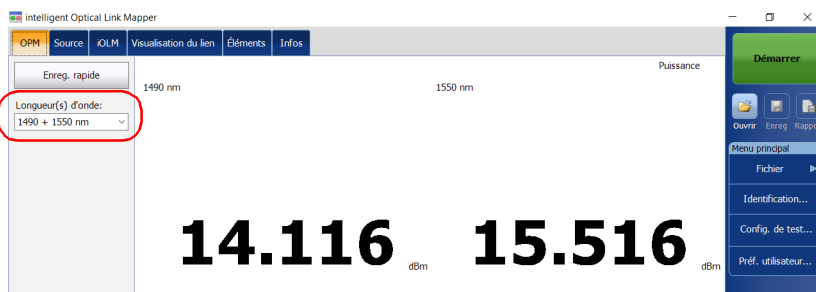 intelligent Optical Link Mapper
OPM Source iOLM Visualisation du lien Éléments Infos
Enreg. rapide
Longueur(s) d'onde:
1490 + 1550 nm
Puissance
1490 nm
1550 nm
14.116 dBm
15.516 dBm
Démarrer
Ouvrir Enreg Rappo
Menu principal
Fichier
Identification...
Config. de test...
Préf. utilisateur...